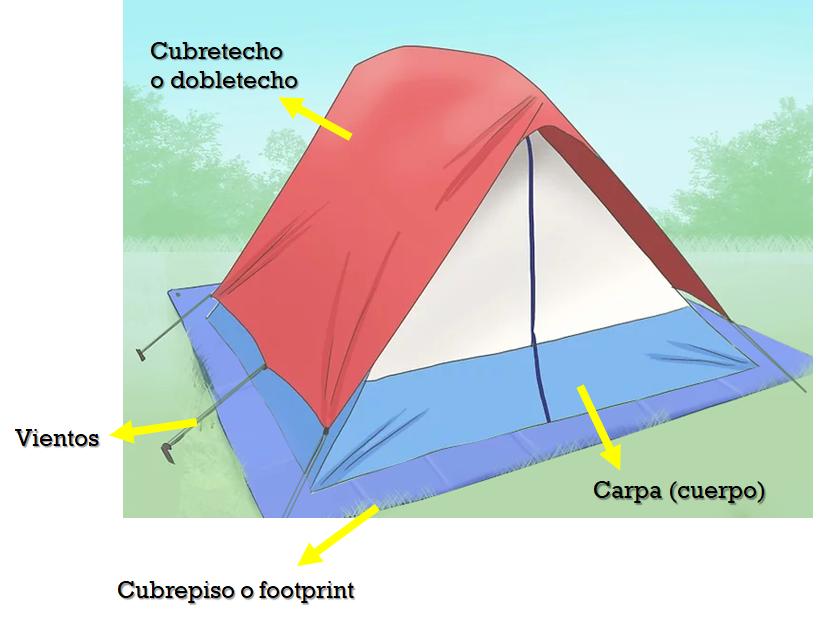 Cubretecho
o dobletecho
Vientos
Carpa (cuerpo)
Cubrepiso o footprint